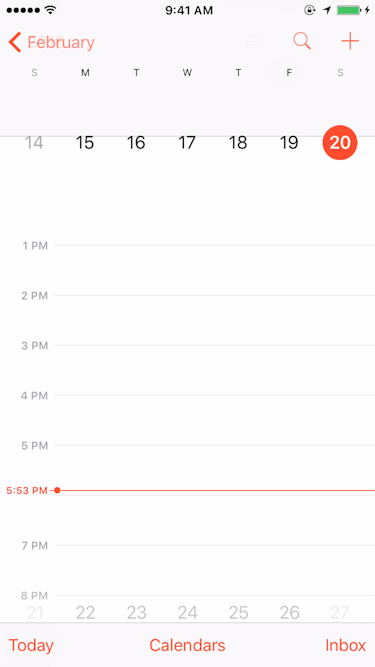 9:41 AM
February
S M T W T F S
14 15 16 17 18 19 20
1 PM
2 PM
3 PM
4 PM
5 PM
5:53 PM
7 PM
8 PM
21 22 23 24 25 26 27
Today Calendars Inbox